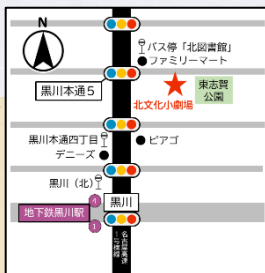 N
バス停「北図書館」
ファミリーマート
黒川本通5
北文化小劇場
東志賀
公園
黒川本通四丁目
ピアゴ
デニーズ
黒川(北)
4
黒川
地下鉄黒川駅
1
名古屋高速
1号楠線